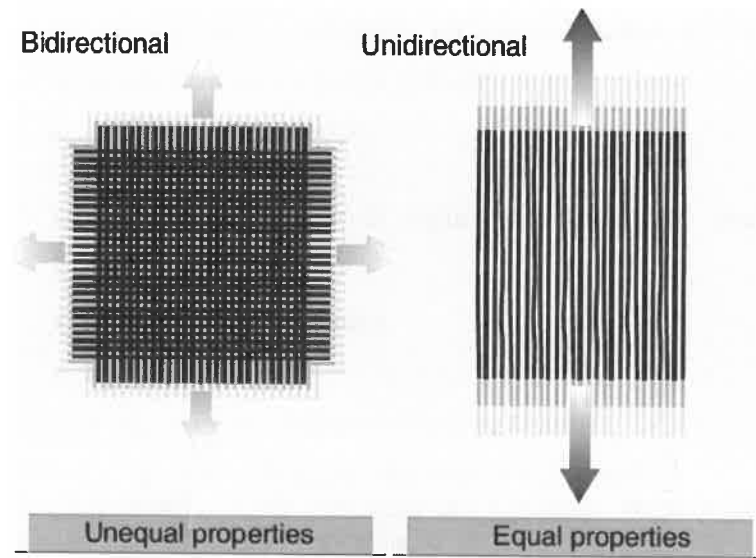 Bidirectional
Unidirectional
Unequal properties
Equal properties